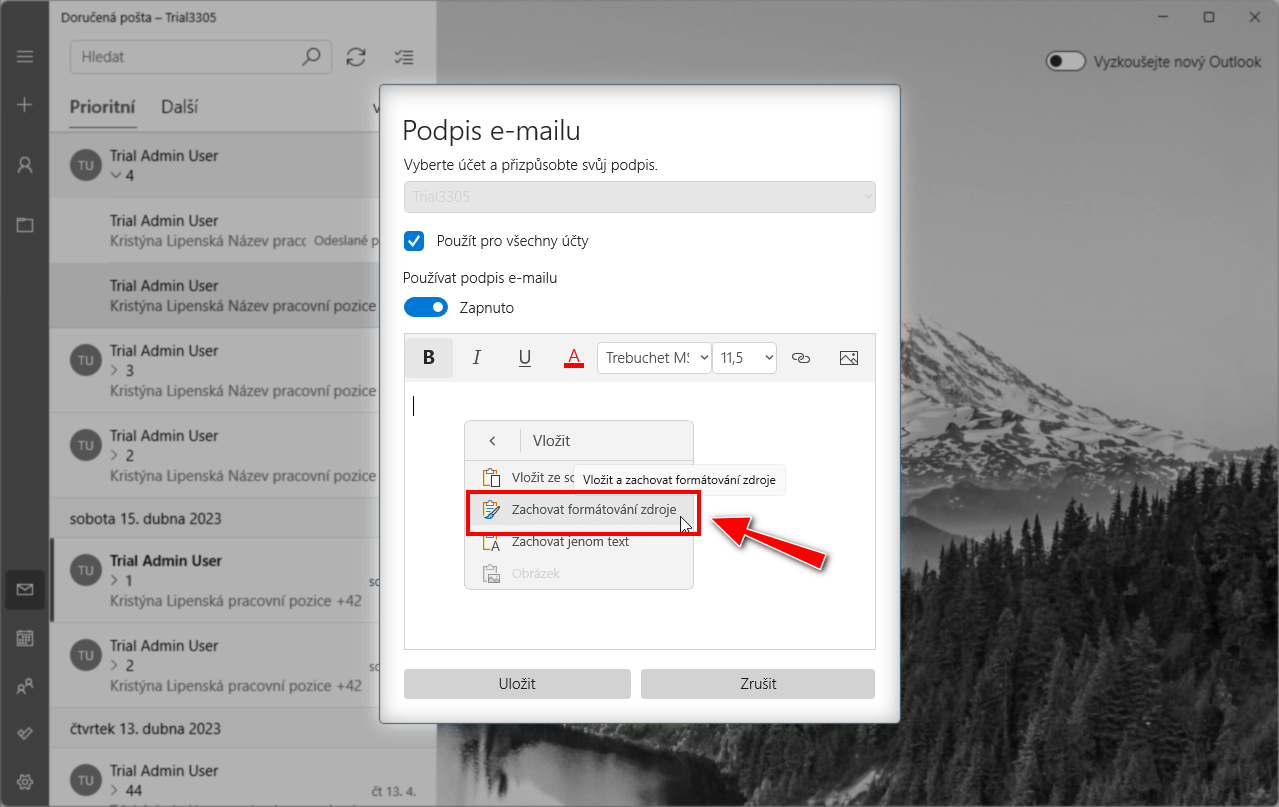 Doručená pošta – Trial3305
Hledat
Vyzkoušejte nový Outlook
Prioritní
Další
TU
Trial Admin User
4
Trial Admin User
Kristýna Lipenská Název prac
Odeslané p
Trial Admin User
Kristýna Lipenská Název pracovní pozice
TU
Trial Admin User
3
Kristýna Lipenská Název pracovní pozice
TU
Trial Admin User
2
Kristýna Lipenská Název pracovní pozice
sobota 15. dubna 2023
TU
Trial Admin User
1
so
Kristýna Lipenská pracovní pozice +42
TU
Trial Admin User
2
so
Kristýna Lipenská pracovní pozice +42
čtvrtek 13. dubna 2023
TU
Trial Admin User
44
čt 13. 4.
Podpis e-mailu
Vyberte účet a přizpůsobte svůj podpis.
Trial3305
Použít pro všechny účty
Používat podpis e-mailu
Zapnuto
B I U A Trebuchet MS 11,5
Vložit
Vložit ze sc
Vložit a zachovat formátování zdroje
Zachovat formátování zdroje
Zachovat jenom text
Obrázek
Uložit
Zrušit